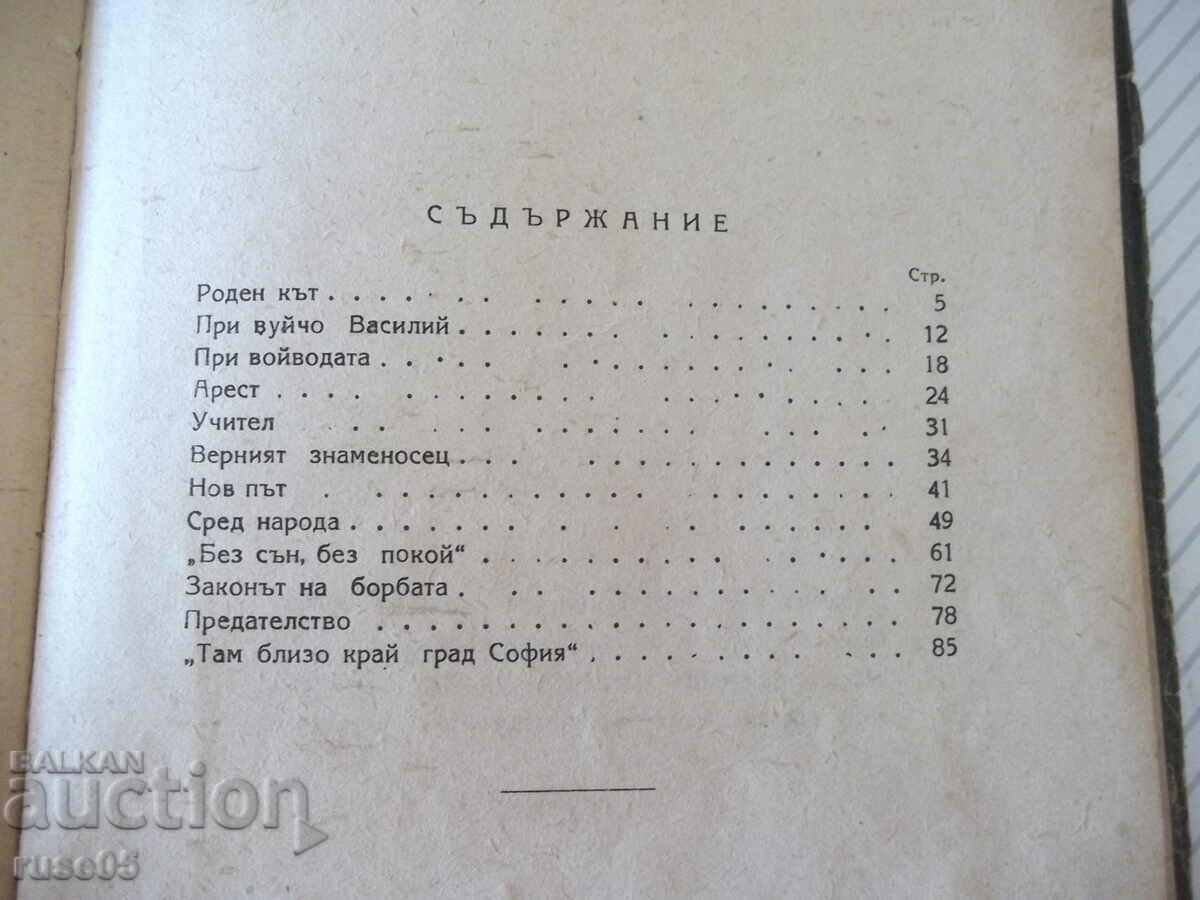 СЪДЪРЖАНИЕ
Стр.
Роден кът . . . . . . . . . . . . . . . . . . . . 5
При вуйчо Василий . . . . . . . . . . . . . . . . 12
При войводата . . . . . . . . . . . . . . . . . . 18
Арест . . . . . . . . . . . . . . . . . . . . . . 24
Учител . . . . . . . . . . . . . . . . . . . . . 31
Верният знаменосец . . . . . . . . . . . . . . . . 34
Нов път . . . . . . . . . . . . . . . . . . . . . 41
Сред народа . . . . . . . . . . . . . . . . . . . 49
„Без сън, без покой“ . . . . . . . . . . . . . . . 61
Законът на борбата . . . . . . . . . . . . . . . . 72
Предателство . . . . . . . . . . . . . . . . . . . 78
„Там близо край град София“ . . . . . . . . . . . . 85
BALKAN
auction
ruse05